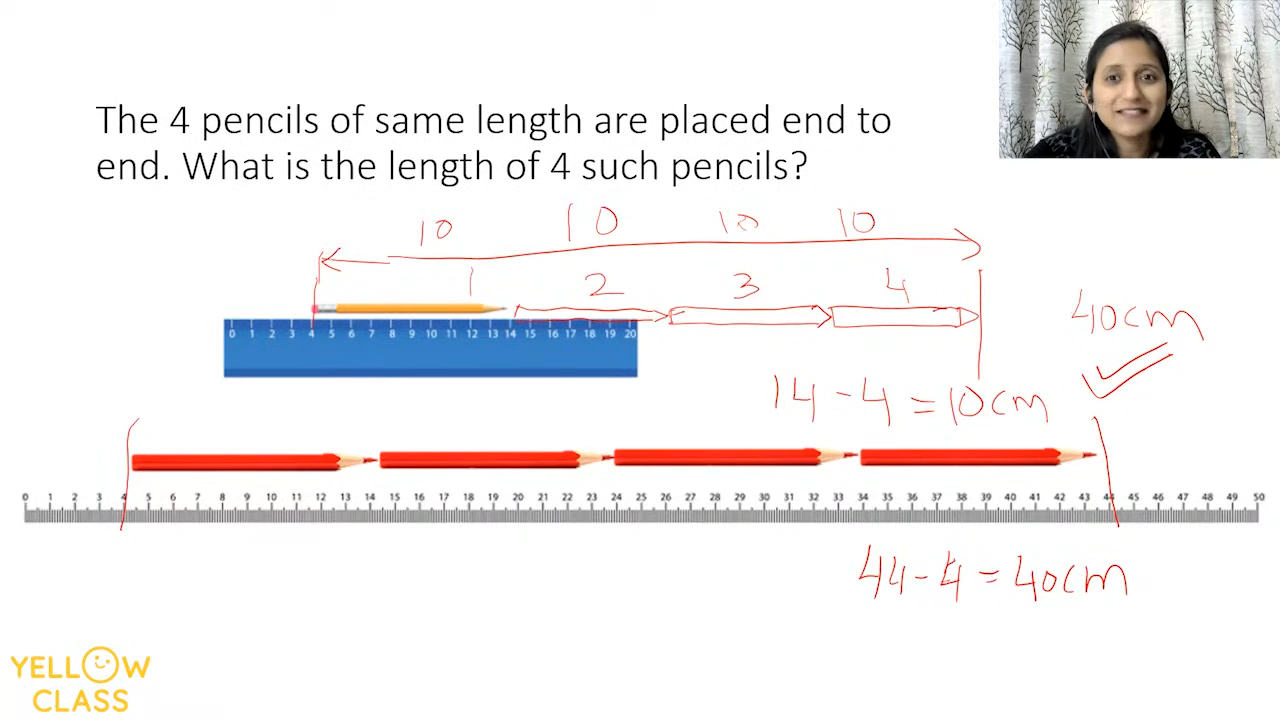 The 4 pencils of same length are placed end to
end. What is the length of 4 such pencils?
10 10 10 10
1 2 3 4
0 1 2 3 4 5 6 7 8 9 10 11 12 13 14 15 16 17 18 19 20
40cm
14 - 4 = 10cm
0 1 2 3 4 5 6 7 8 9 10 11 12 13 14 15 16 17 18 19 20 21 22 23 24 25 26 27 28 29 30 31 32 33 34 35 36 37 38 39 40 41 42 43 44 45 46 47 48 49 50
44 - 4 = 40cm
YELLOW
CLASS